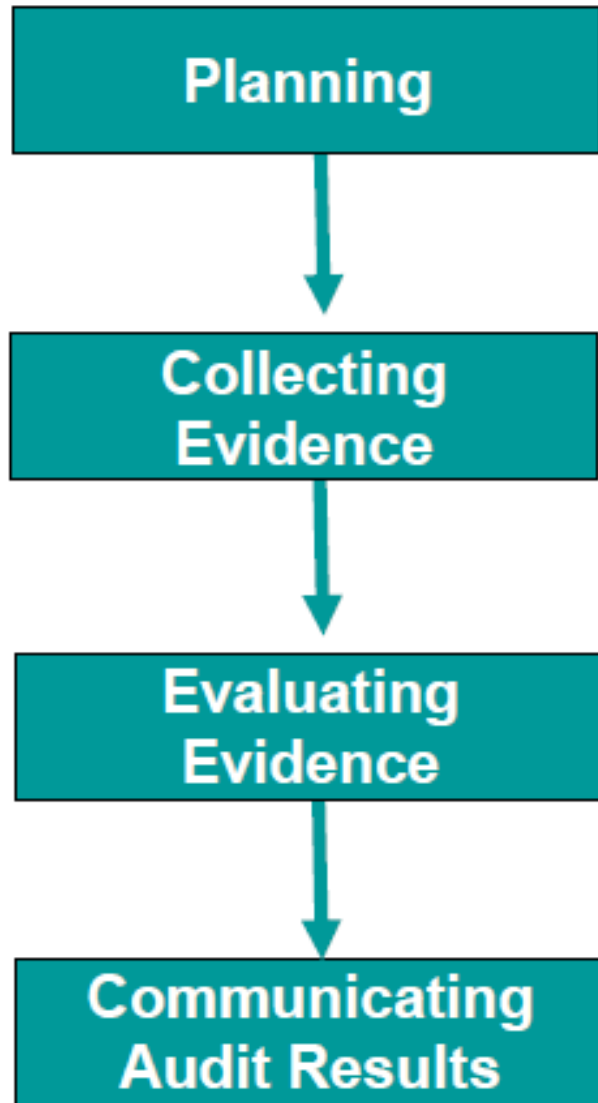 Planning
Collecting
Evidence
Evaluating
Evidence
Communicating
Audit Results